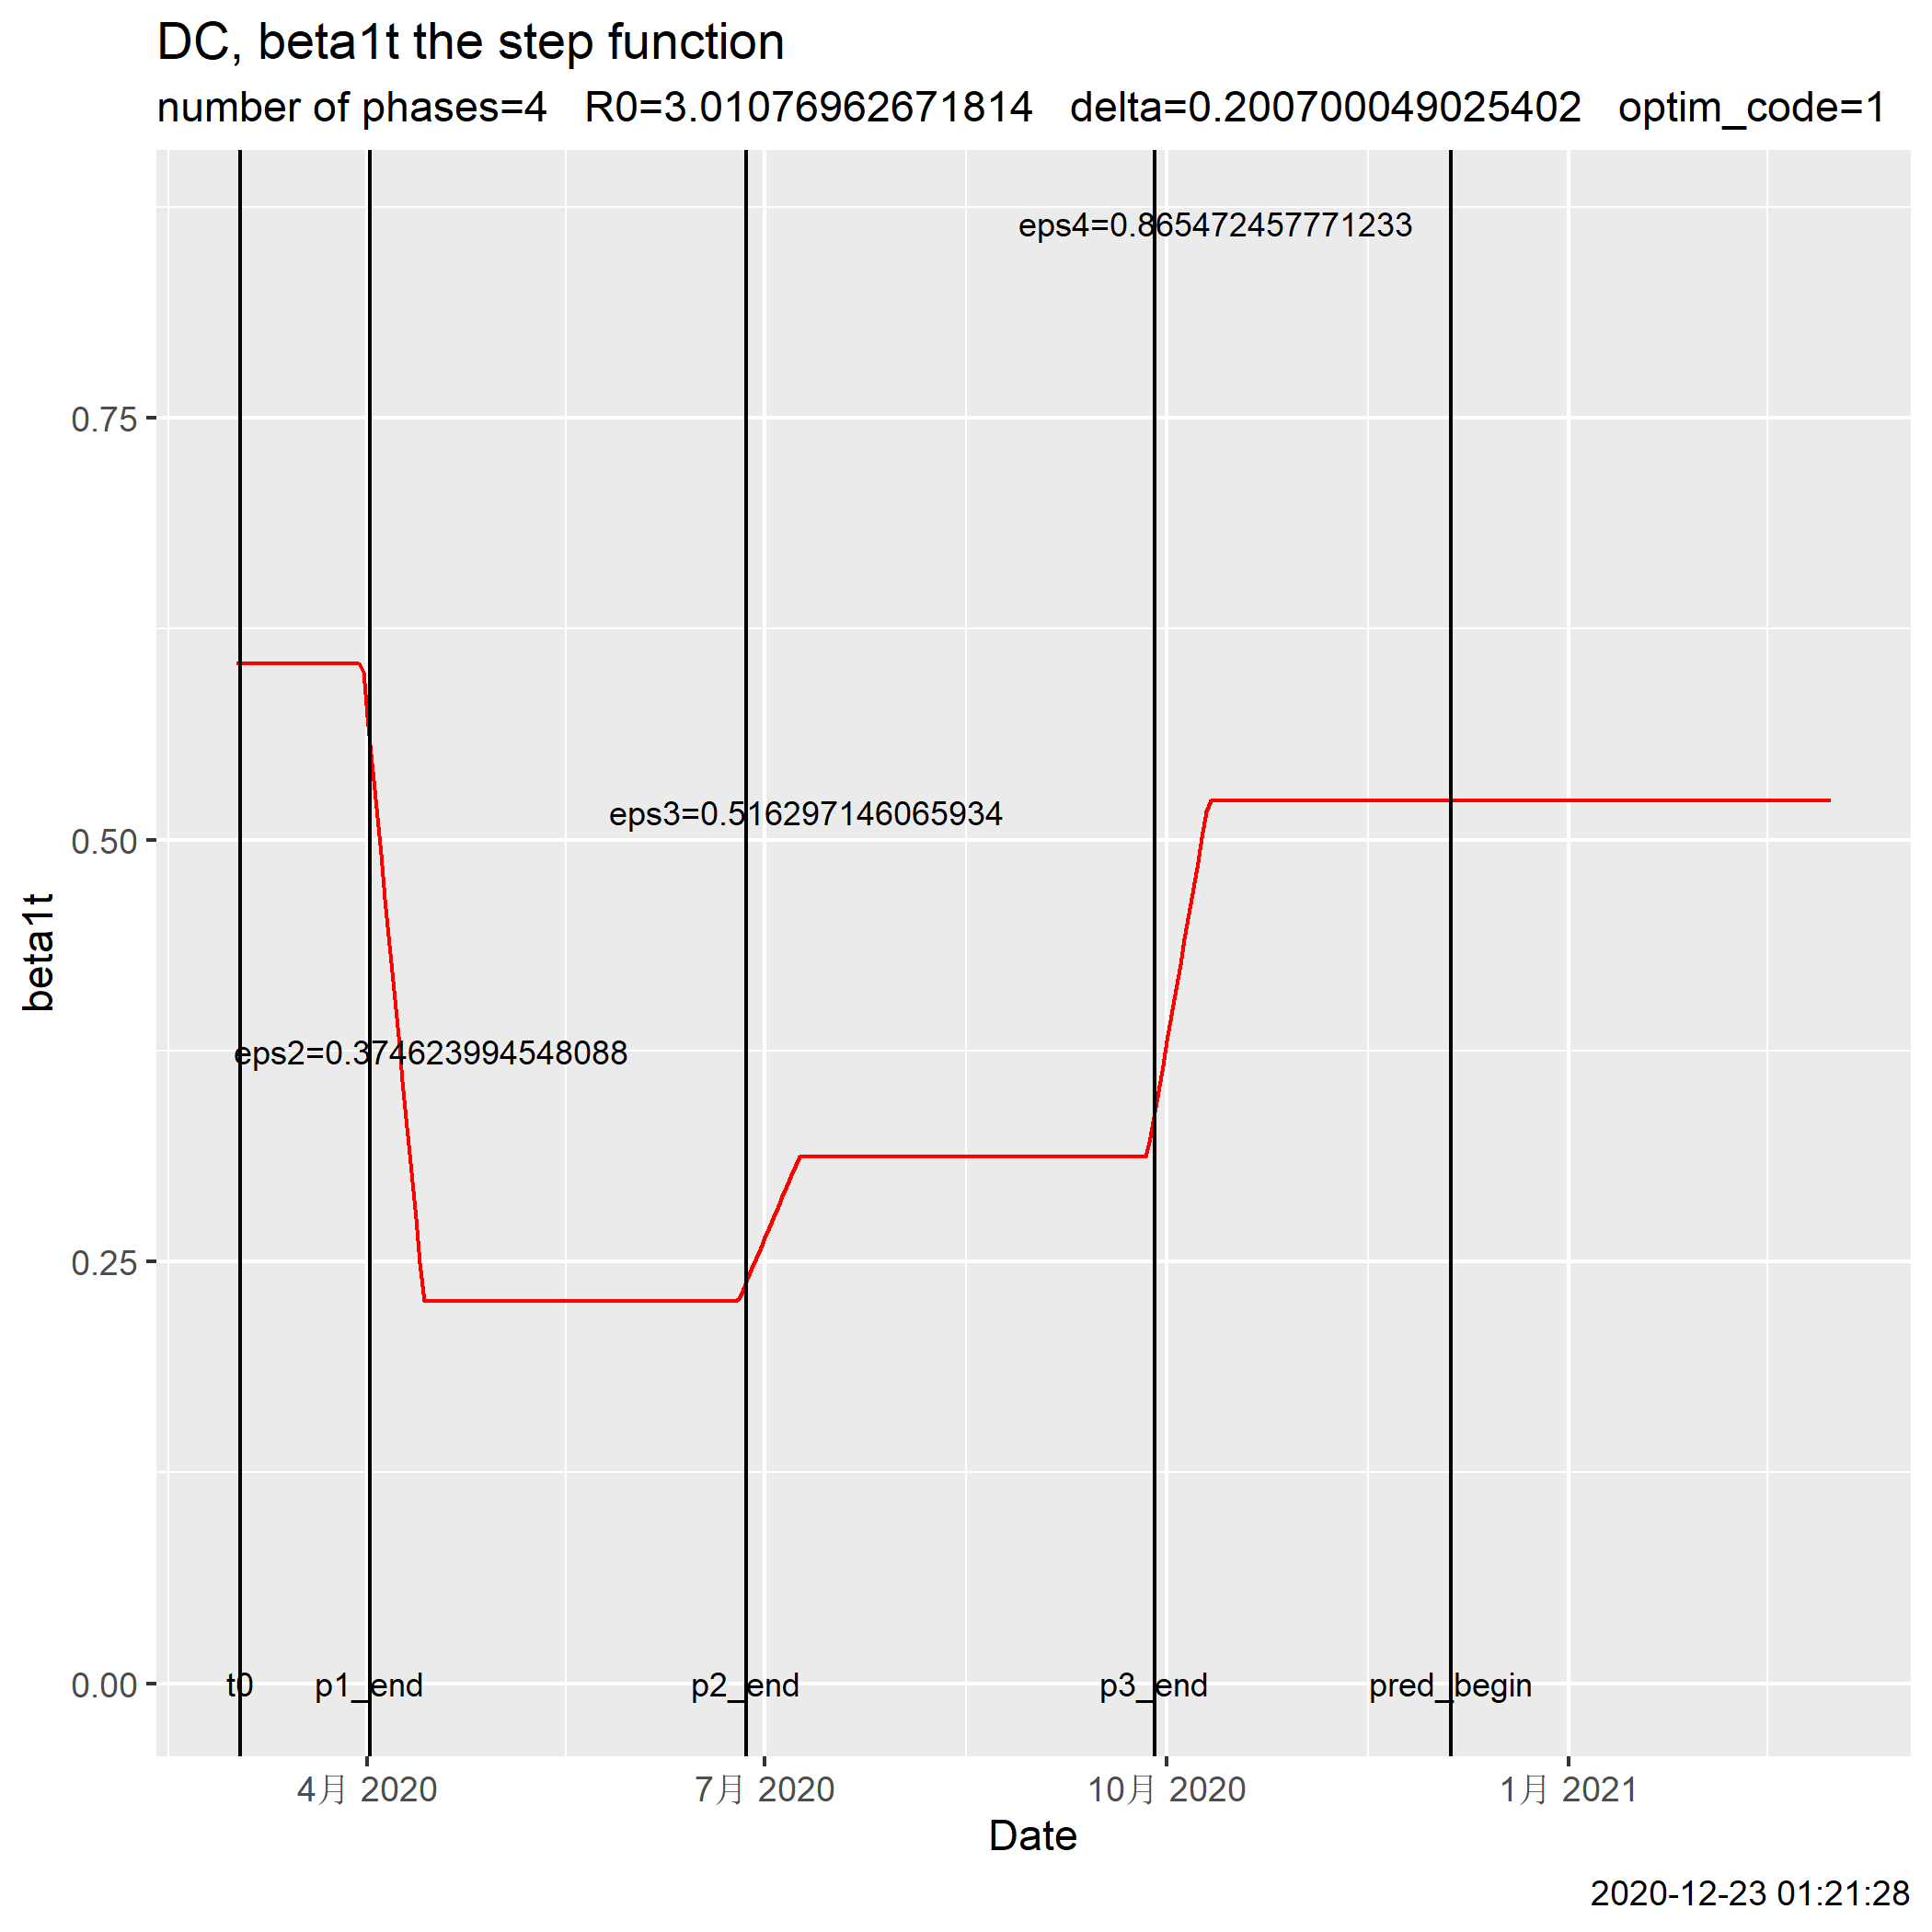 DC, beta1t the step function
number of phases=4 R0=3.01076962671814 delta=0.200700049025402 optim_code=1
eps4=0.865472457771233
0.75
eps3=0.516297146065934
0.50
beta1t
eps2=0.374623994548088
0.25
0.00
t0 p1_end p2_end p3_end pred_begin
4月 2020 7月 2020 10月 2020 1月 2021
Date
2020-12-23 01:21:28